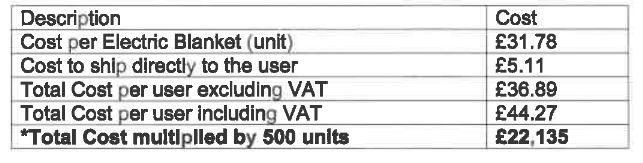 Description Cost
Cost per Electric Blanket (unit) £31.78
Cost to ship directly to the user £5.11
Total Cost per user excluding VAT £36.89
Total Cost per user including VAT £44.27
*Total Cost multiplied by 500 units £22,135